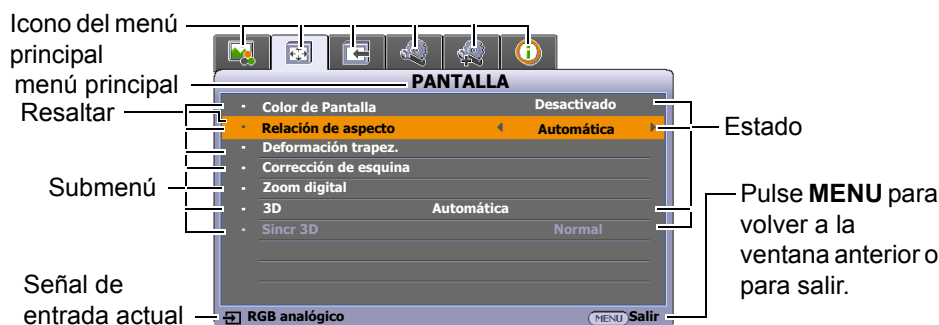 Icono del menú
principal
menú principal
Resaltar
Submenú
Señal de
entrada actual
PANTALLA
Color de Pantalla Desactivado
Relación de aspecto Automática
Deformación trapez.
Corrección de esquina
Zoom digital
3D Automática
Sincr 3D Normal
RGB analógico MENU Salir
Estado
Pulse MENU para
volver a la
ventana anterior o
para salir.